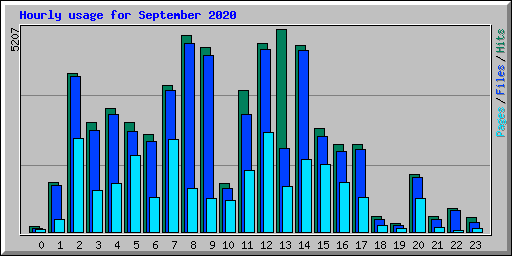 Hourly usage for September 2020
5207
Pages/Files/Hits
0 1 2 3 4 5 6 7 8 9 10 11 12 13 14 15 16 17 18 19 20 21 22 23